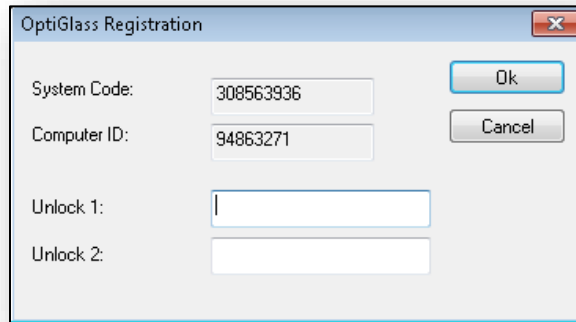 OptiGlass Registration
System Code: 308563936
Ok
Computer ID: 94863271
Cancel
Unlock 1:
Unlock 2: